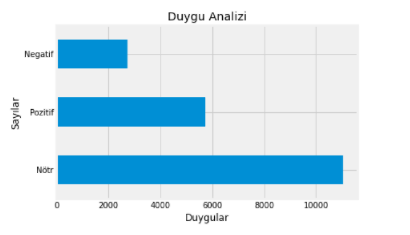 Duygu Analizi
Negatif
Pozitif
Nötr
Sayılar
0 2000 4000 6000 8000 10000
Duygular